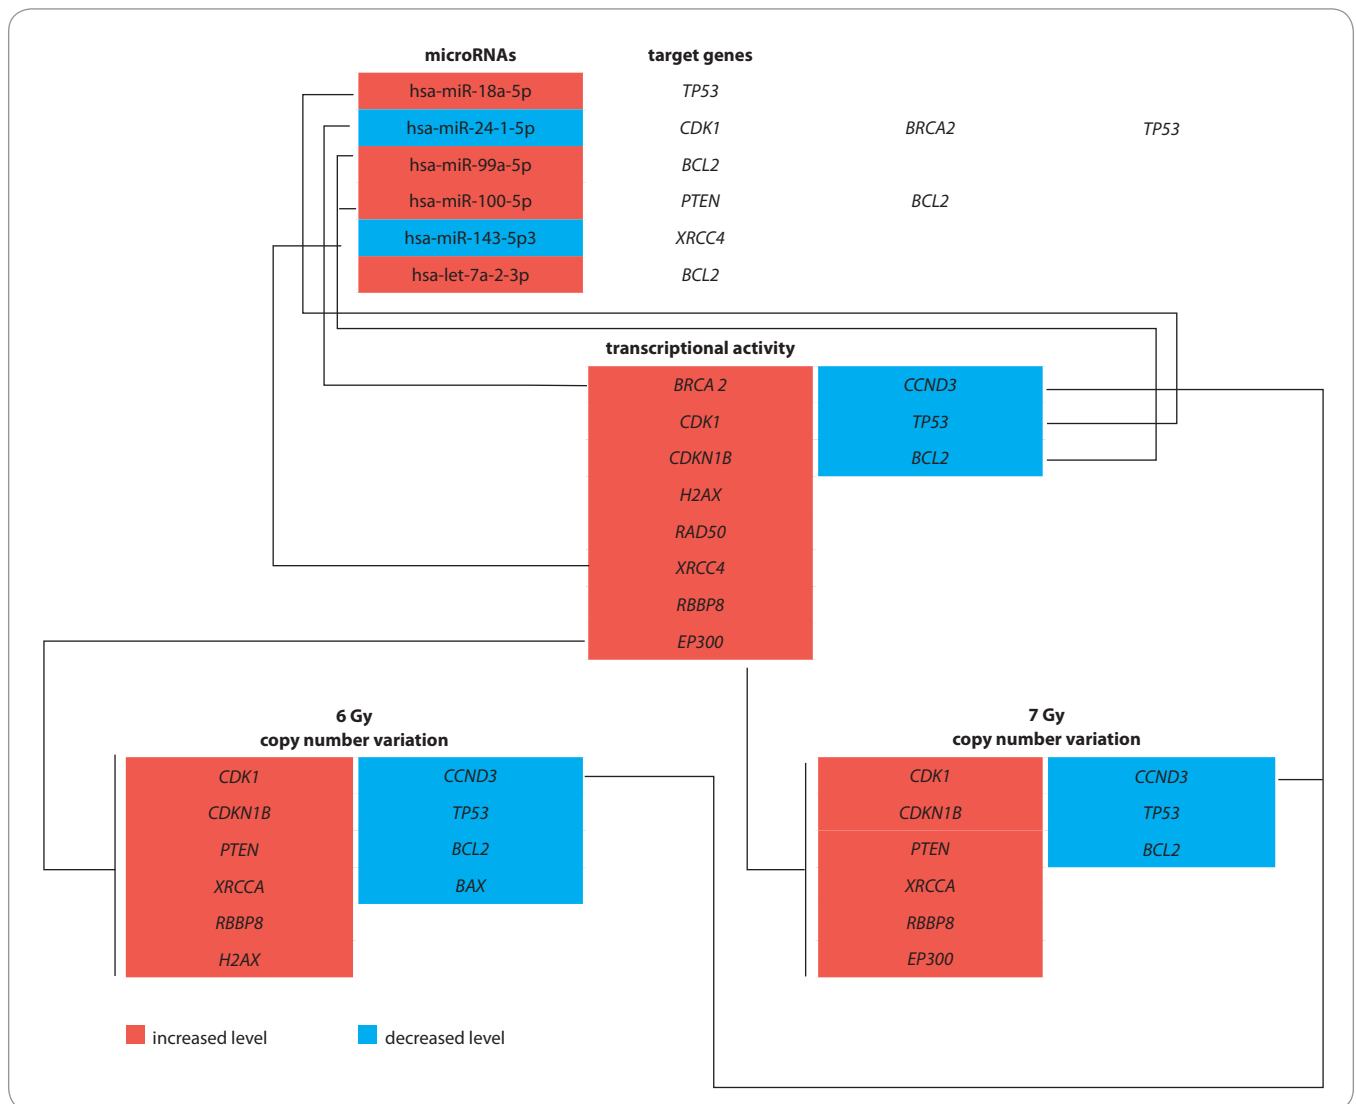 microRNAs target genes
hsa-miR-18a-5p TP53
hsa-miR-24-1-5p CDK1 BRCA2 TP53
hsa-miR-99a-5p BCL2
hsa-miR-100-5p PTEN BCL2
hsa-miR-143-5p3 XRCC4
hsa-let-7a-2-3p BCL2
transcriptional activity
BRCA 2 CCND3
CDK1 TP53
CDKN1B BCL2
H2AX
RAD50
XRCC4
RBBP8
EP300
6 Gy
copy number variation
CDK1 CCND3
CDKN1B TP53
PTEN BCL2
XRCCA BAX
RBBP8
H2AX
7 Gy
copy number variation
CDK1 CCND3
CDKN1B TP53
PTEN BCL2
XRCCA
RBBP8
EP300
increased level decreased level